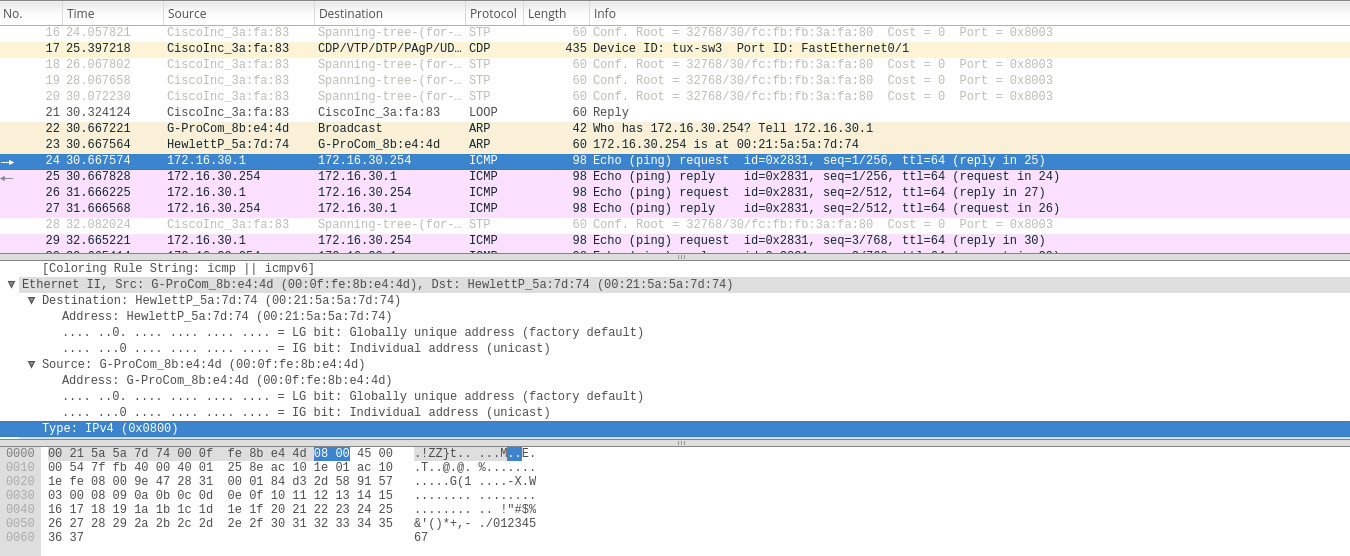 No. Time Source Destination Protocol Length Info
16 24.057821 CiscoInc_3a:fa:83 Spanning-tree-(for-… STP 60 Conf. Root = 32768/30/fc:fb:fb:3a:fa:80  Cost = 0  Port = 0x8003
17 25.397218 CiscoInc_3a:fa:83 CDP/VTP/DTP/PAgP/UD… CDP 435 Device ID: tux-sw3  Port ID: FastEthernet0/1
18 26.067802 CiscoInc_3a:fa:83 Spanning-tree-(for-… STP 60 Conf. Root = 32768/30/fc:fb:fb:3a:fa:80  Cost = 0  Port = 0x8003
19 28.067658 CiscoInc_3a:fa:83 Spanning-tree-(for-… STP 60 Conf. Root = 32768/30/fc:fb:fb:3a:fa:80  Cost = 0  Port = 0x8003
20 30.072230 CiscoInc_3a:fa:83 Spanning-tree-(for-… STP 60 Conf. Root = 32768/30/fc:fb:fb:3a:fa:80  Cost = 0  Port = 0x8003
21 30.324124 CiscoInc_3a:fa:83 CiscoInc_3a:fa:83 LOOP 60 Reply
22 30.667221 G-ProCom_8b:e4:4d Broadcast ARP 42 Who has 172.16.30.254? Tell 172.16.30.1
23 30.667564 HewlettP_5a:7d:74 G-ProCom_8b:e4:4d ARP 60 172.16.30.254 is at 00:21:5a:5a:7d:74
24 30.667574 172.16.30.1 172.16.30.254 ICMP 98 Echo (ping) request  id=0x2831, seq=1/256, ttl=64 (reply in 25)
25 30.667828 172.16.30.254 172.16.30.1 ICMP 98 Echo (ping) reply    id=0x2831, seq=1/256, ttl=64 (request in 24)
26 31.666225 172.16.30.1 172.16.30.254 ICMP 98 Echo (ping) request  id=0x2831, seq=2/512, ttl=64 (reply in 27)
27 31.666568 172.16.30.254 172.16.30.1 ICMP 98 Echo (ping) reply    id=0x2831, seq=2/512, ttl=64 (request in 26)
28 32.082024 CiscoInc_3a:fa:83 Spanning-tree-(for-… STP 60 Conf. Root = 32768/30/fc:fb:fb:3a:fa:80  Cost = 0  Port = 0x8003
29 32.665221 172.16.30.1 172.16.30.254 ICMP 98 Echo (ping) request  id=0x2831, seq=3/768, ttl=64 (reply in 30)
[Coloring Rule String: icmp || icmpv6]
Ethernet II, Src: G-ProCom_8b:e4:4d (00:0f:fe:8b:e4:4d), Dst: HewlettP_5a:7d:74 (00:21:5a:5a:7d:74)
Destination: HewlettP_5a:7d:74 (00:21:5a:5a:7d:74)
Address: HewlettP_5a:7d:74 (00:21:5a:5a:7d:74)
.... ..0. .... .... .... .... = LG bit: Globally unique address (factory default)
.... ...0 .... .... .... .... = IG bit: Individual address (unicast)
Source: G-ProCom_8b:e4:4d (00:0f:fe:8b:e4:4d)
Address: G-ProCom_8b:e4:4d (00:0f:fe:8b:e4:4d)
.... ..0. .... .... .... .... = LG bit: Globally unique address (factory default)
.... ...0 .... .... .... .... = IG bit: Individual address (unicast)
Type: IPv4 (0x0800)
0000 00 21 5a 5a 7d 74 00 0f  fe 8b e4 4d 08 00 45 00 .!ZZ}t.. ...M..E.
0010 00 54 7f fb 40 00 40 01  25 8e ac 10 1e 01 ac 10 .T..@.@. %.......
0020 1e fe 08 00 9e 47 28 31  00 01 84 d3 2d 58 91 57 .....G(1 ....-X.W
0030 03 00 08 09 0a 0b 0c 0d  0e 0f 10 11 12 13 14 15 ........ ........
0040 16 17 18 19 1a 1b 1c 1d  1e 1f 20 21 22 23 24 25 ........ .. !"#$%
0050 26 27 28 29 2a 2b 2c 2d  2e 2f 30 31 32 33 34 35 &'()*+,- ./012345
0060 36 37 67